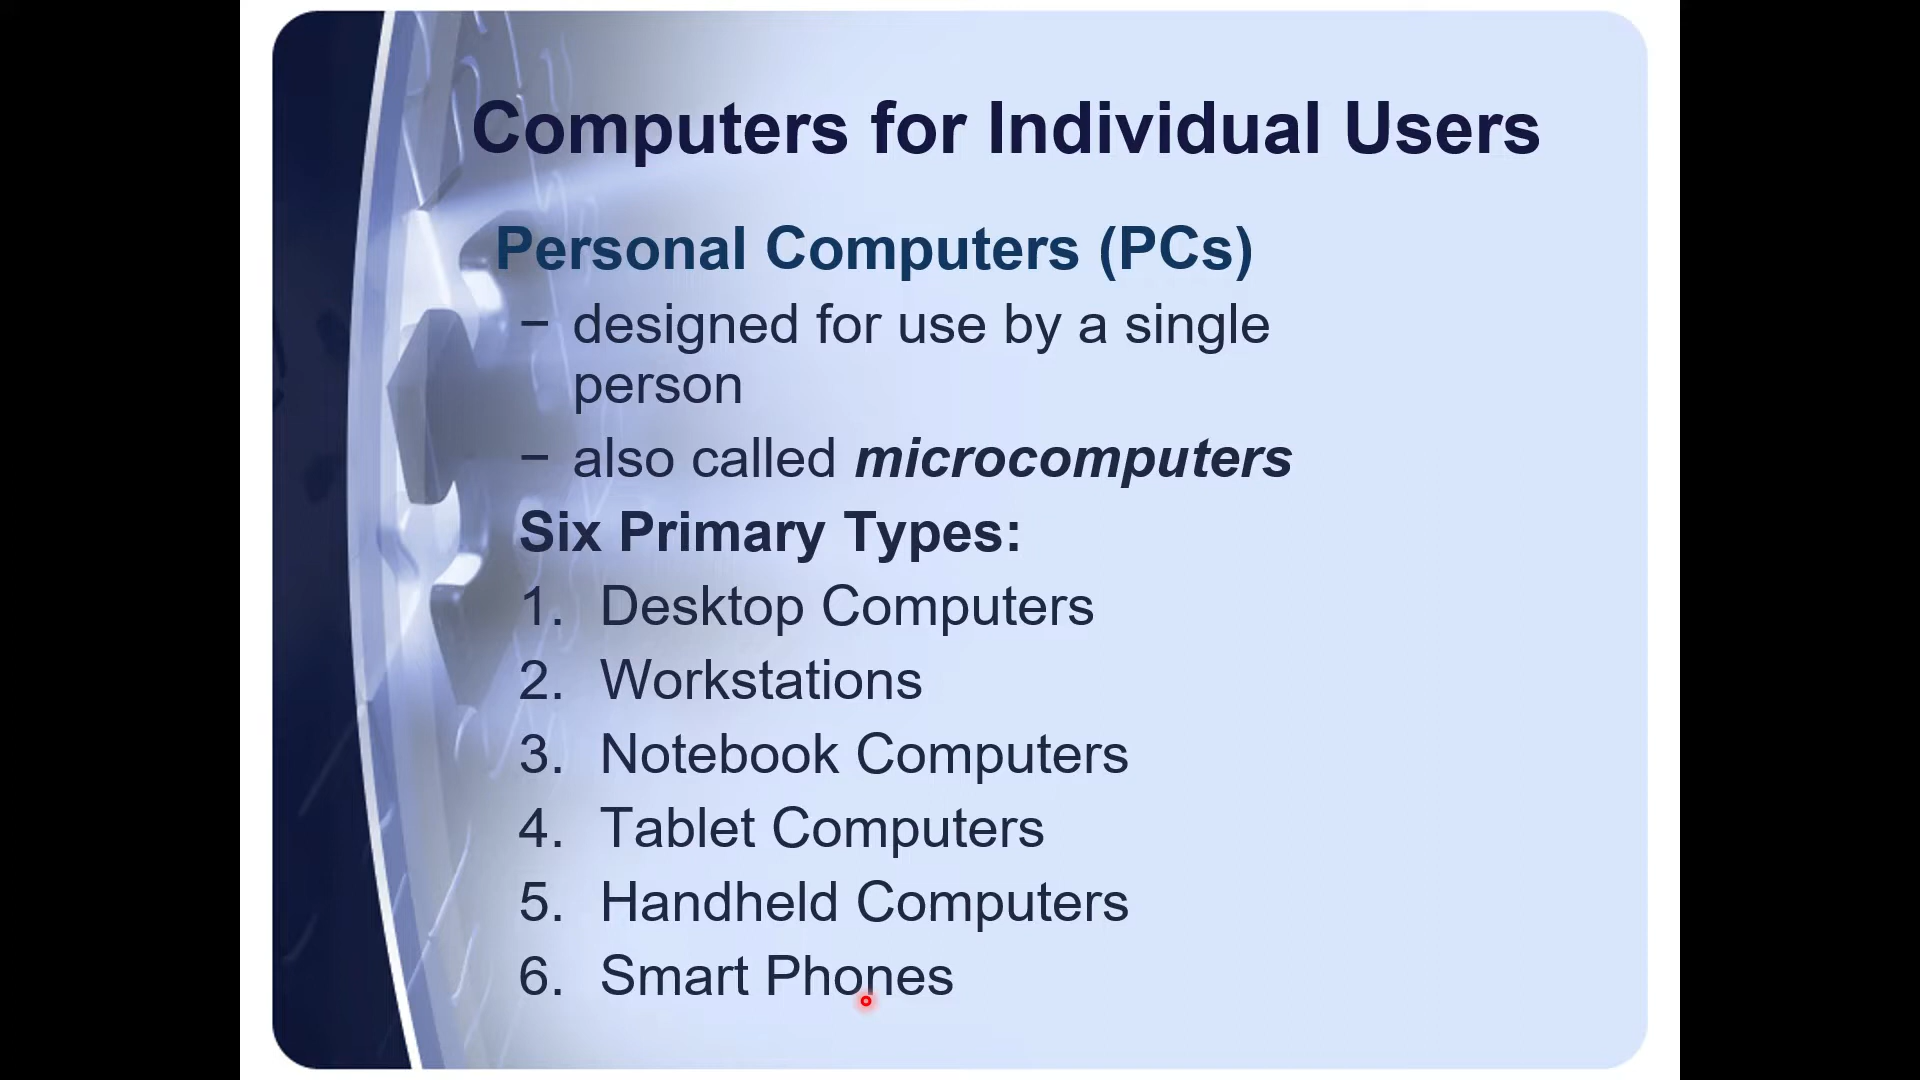 Computers for Individual Users
Personal Computers (PCs)
– designed for use by a single
person
– also called microcomputers
Six Primary Types:
1. Desktop Computers
2. Workstations
3. Notebook Computers
4. Tablet Computers
5. Handheld Computers
6. Smart Phones